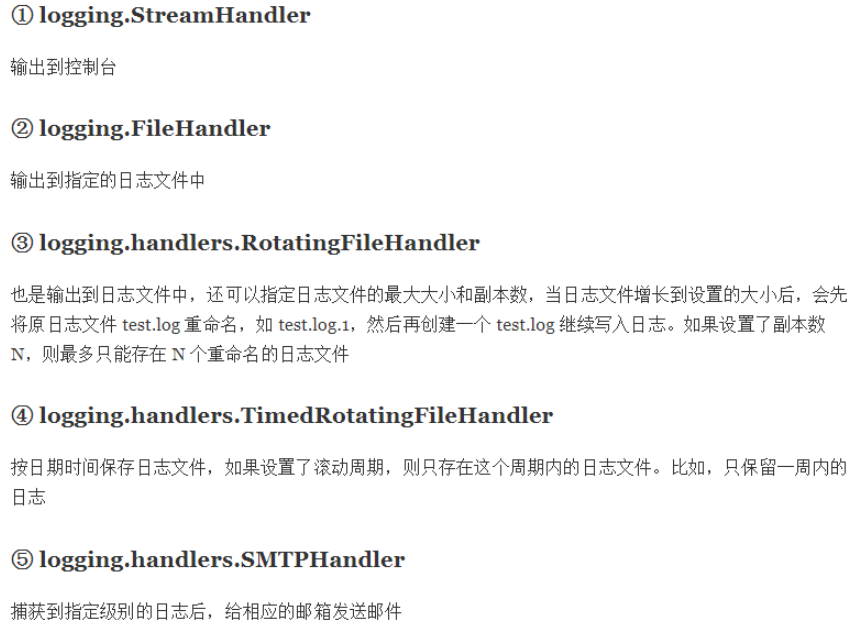 ① logging.StreamHandler
输出到控制台
② logging.FileHandler
输出到指定的日志文件中
③ logging.handlers.RotatingFileHandler
也是输出到日志文件中，还可以指定日志文件的最大大小和副本数，当日志文件增长到设置的大小后，会先
将原日志文件 test.log 重命名，如 test.log.1，然后再创建一个 test.log 继续写入日志。如果设置了副本数
N，则最多只能存在 N 个重命名的日志文件
④ logging.handlers.TimedRotatingFileHandler
按日期时间保存日志文件，如果设置了滚动周期，则只存在这个周期内的日志文件。比如，只保留一周内的
日志
⑤ logging.handlers.SMTPHandler
捕获到指定级别的日志后，给相应的邮箱发送邮件